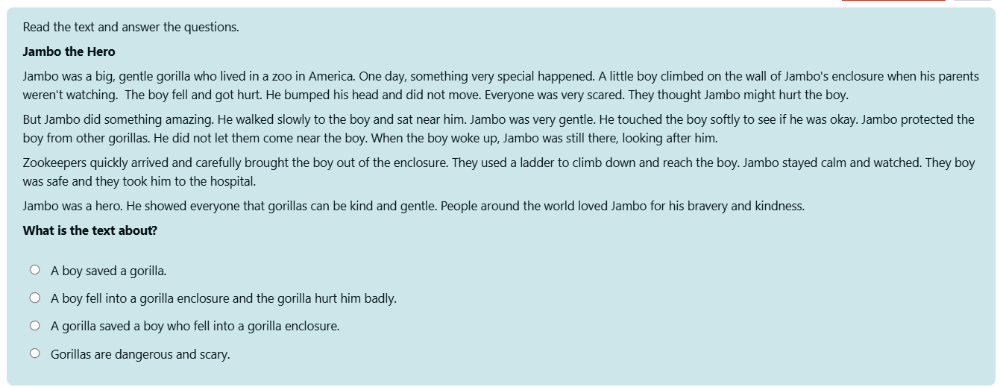 Read the text and answer the questions.
Jambo the Hero
Jambo was a big, gentle gorilla who lived in a zoo in America. One day, something very special happened. A little boy climbed on the wall of Jambo's enclosure when his parents
weren't watching.  The boy fell and got hurt. He bumped his head and did not move. Everyone was very scared. They thought Jambo might hurt the boy.
But Jambo did something amazing. He walked slowly to the boy and sat near him. Jambo was very gentle. He touched the boy softly to see if he was okay. Jambo protected the
boy from other gorillas. He did not let them come near the boy. When the boy woke up, Jambo was still there, looking after him.
Zookeepers quickly arrived and carefully brought the boy out of the enclosure. They used a ladder to climb down and reach the boy. Jambo stayed calm and watched. They boy
was safe and they took him to the hospital.
Jambo was a hero. He showed everyone that gorillas can be kind and gentle. People around the world loved Jambo for his bravery and kindness.
What is the text about?
A boy saved a gorilla.
A boy fell into a gorilla enclosure and the gorilla hurt him badly.
A gorilla saved a boy who fell into a gorilla enclosure.
Gorillas are dangerous and scary.